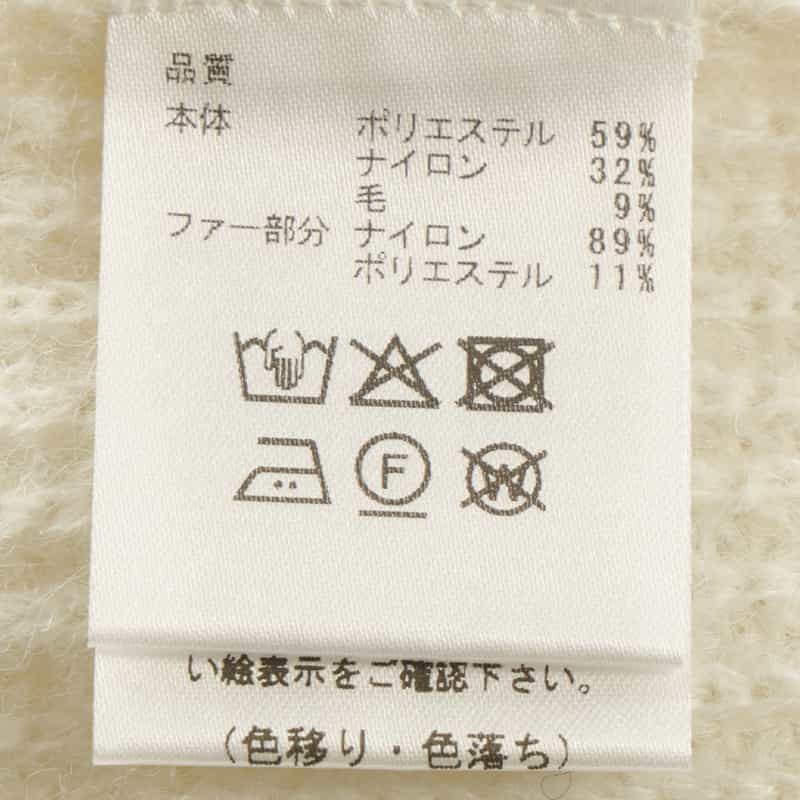 品質
本体 ポリエステル 59%
ナイロン 32%
毛 9%
ファー部分 ナイロン 89%
ポリエステル 11%
F
W
い絵表示をご確認下さい。
(色移り・色落ち)